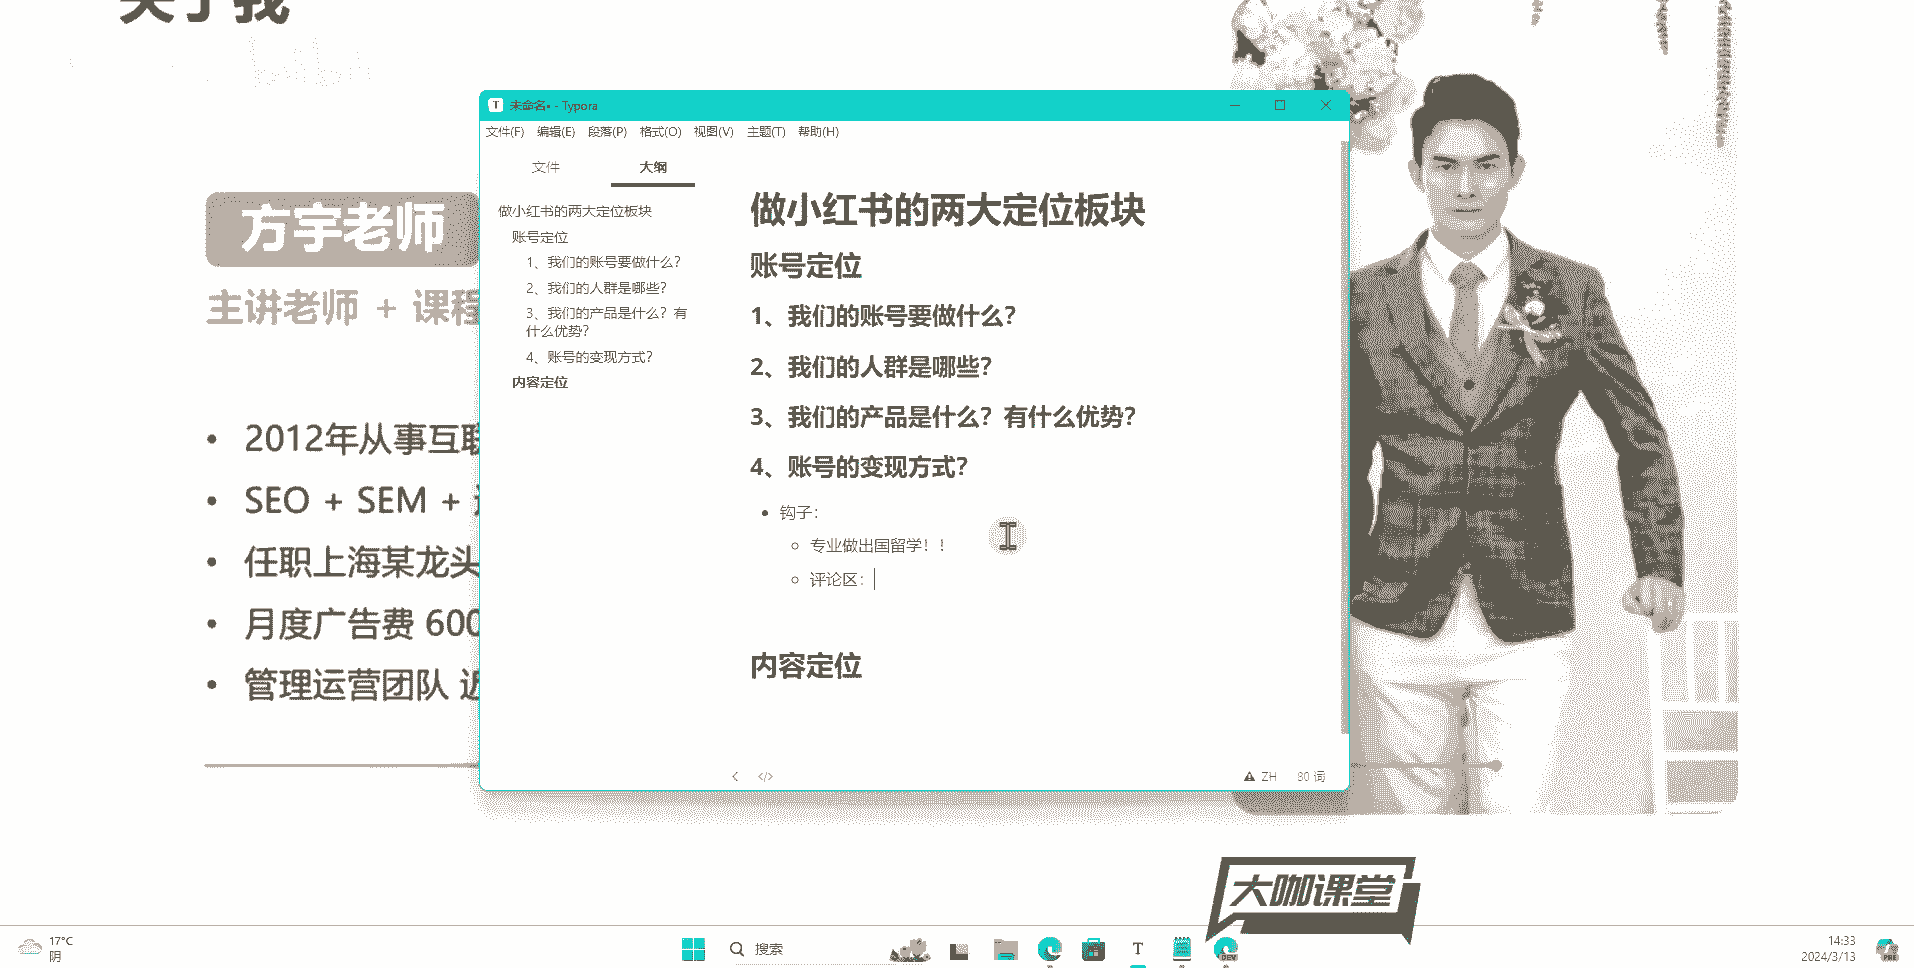 关于我
bilibili
方宇老师
主讲老师 + 课程
• 2012年从事互联
• SEO + SEM +
• 任职上海某龙头
• 月度广告费 600
• 管理运营团队 近
T 未命名• - Typora
文件(F) 编辑(E) 段落(P) 格式(O) 视图(V) 主题(T) 帮助(H)
文件 大纲
做小红书的两大定位板块
账号定位
1、我们的账号要做什么？
2、我们的人群是哪些？
3、我们的产品是什么？有
什么优势？
4、账号的变现方式？
内容定位
做小红书的两大定位板块
账号定位
1、我们的账号要做什么？
2、我们的人群是哪些？
3、我们的产品是什么？有什么优势？
4、账号的变现方式？
钩子：
专业做出国留学！！
评论区：
内容定位
ZH 80 词
大咖课堂
17°C
阴
搜索
T
DEV
14:33
2024/3/13
PRE